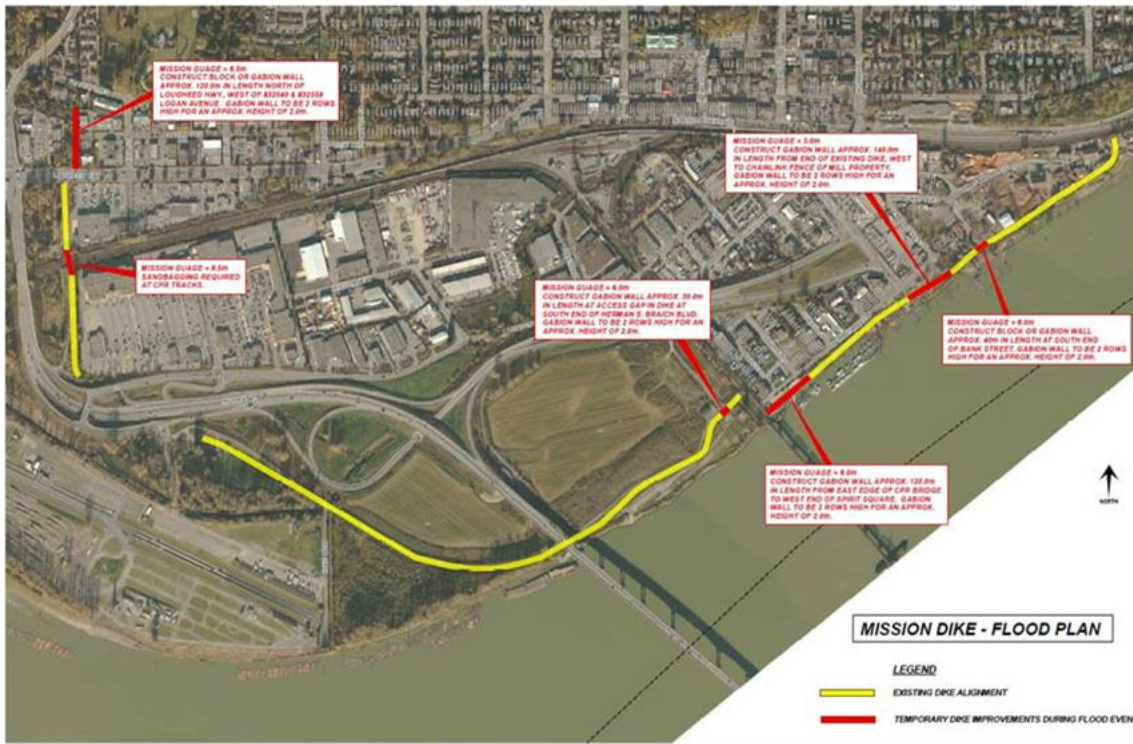 MISSION GUAGE = 6.5m
CONSTRUCT BLOCK OR GABION WALL
APPROX. 120.0m IN LENGTH NORTH OF
LOUGHEED HWY., WEST OF #32540 & #32558
LOGAN AVENUE. GABION WALL TO BE 2 ROWS
HIGH FOR AN APPROX. HEIGHT OF 2.0m.
MISSION GUAGE = 5.0m
CONSTRUCT GABION WALL APPROX. 140.0m
IN LENGTH FROM END OF EXISTING DIKE, WEST
TO CHAINLINK FENCE OF MILL PROPERTY.
GABION WALL TO BE 2 ROWS HIGH FOR AN
APPROX. HEIGHT OF 2.0m.
MISSION GUAGE = 6.5m
SANDBAGGING REQUIRED
AT CPR TRACKS.
MISSION GUAGE = 6.0m
CONSTRUCT GABION WALL APPROX. 30.0m
IN LENGTH AT ACCESS GAP IN DIKE AT
SOUTH END OF HERMAN S. BRAICH BLVD.
GABION WALL TO BE 2 ROWS HIGH FOR AN
APPROX. HEIGHT OF 2.0m.
MISSION GUAGE = 6.0m
CONSTRUCT BLOCK OR GABION WALL
APPROX. 40m IN LENGTH AT SOUTH END
OF BANK STREET. GABION WALL TO BE 2 ROWS
HIGH FOR AN APPROX. HEIGHT OF 2.0m.
MISSION GUAGE = 6.0m
CONSTRUCT GABION WALL APPROX. 120.0m
IN LENGTH FROM EAST EDGE OF CPR BRIDGE
TO WEST END OF SPIRIT SQUARE. GABION
WALL TO BE 2 ROWS HIGH FOR AN APPROX.
HEIGHT OF 2.0m.
NORTH
MISSION DIKE - FLOOD PLAN
LEGEND
EXISTING DIKE ALIGNMENT
TEMPORARY DIKE IMPROVEMENTS DURING FLOOD EVEN